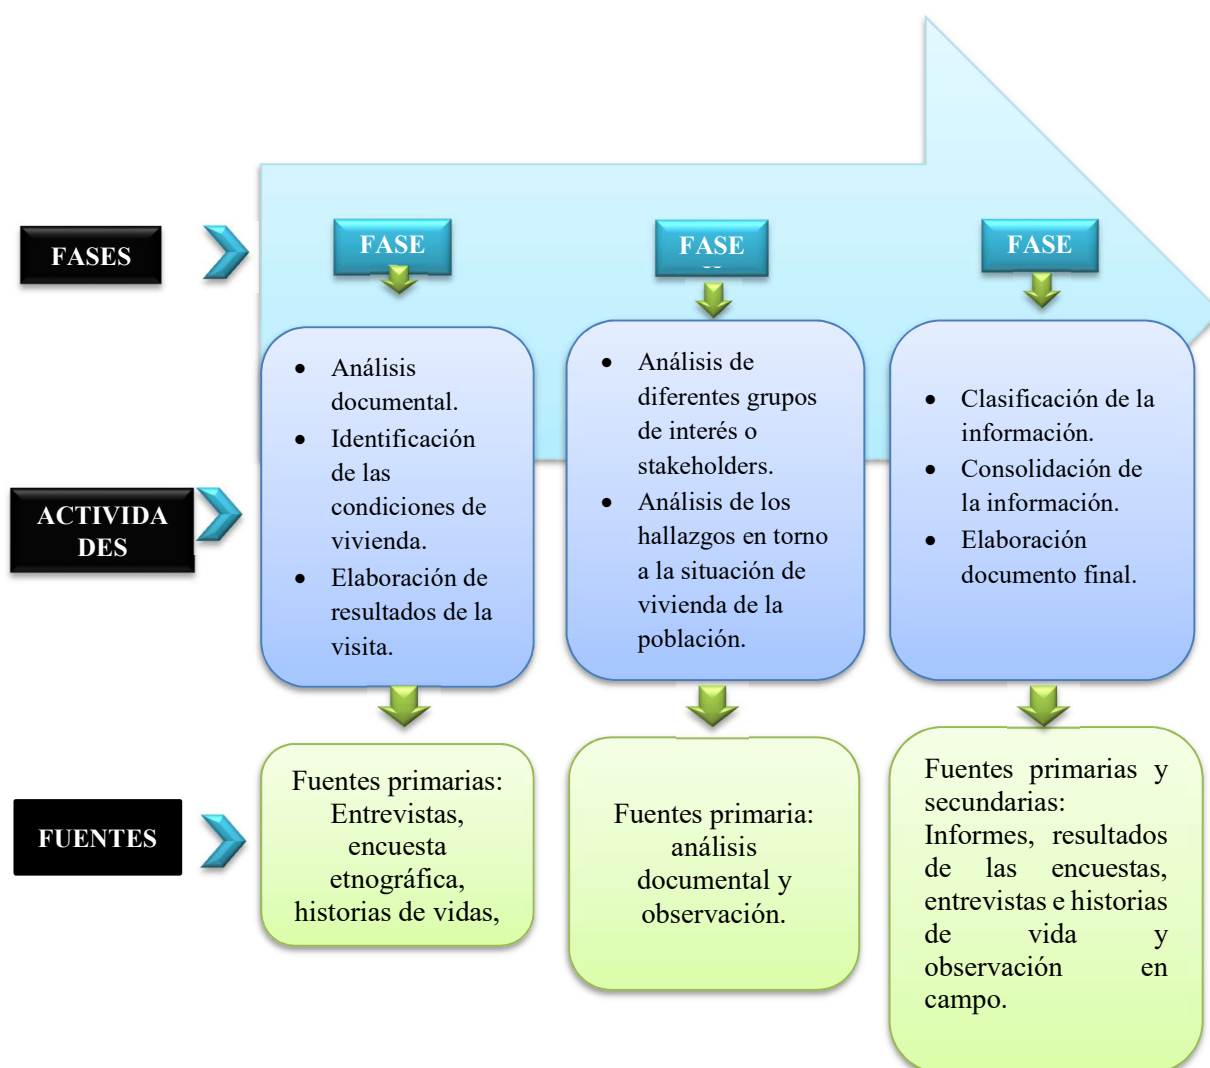 FASES
FASE
FASE
FASE
ACTIVIDA
DES
• Análisis
documental.
• Identificación
de las
condiciones de
vivienda.
• Elaboración de
resultados de la
visita.
• Análisis de
diferentes grupos
de interés o
stakeholders.
• Análisis de los
hallazgos en torno
a la situación de
vivienda de la
población.
• Clasificación de la
información.
• Consolidación de
la información.
• Elaboración
documento final.
FUENTES
Fuentes primarias:
Entrevistas,
encuesta
etnográfica,
historias de vidas,
Fuentes primaria:
análisis
documental y
observación.
Fuentes primarias y
secundarias:
Informes, resultados
de las encuestas,
entrevistas e historias
de vida y
observación en
campo.